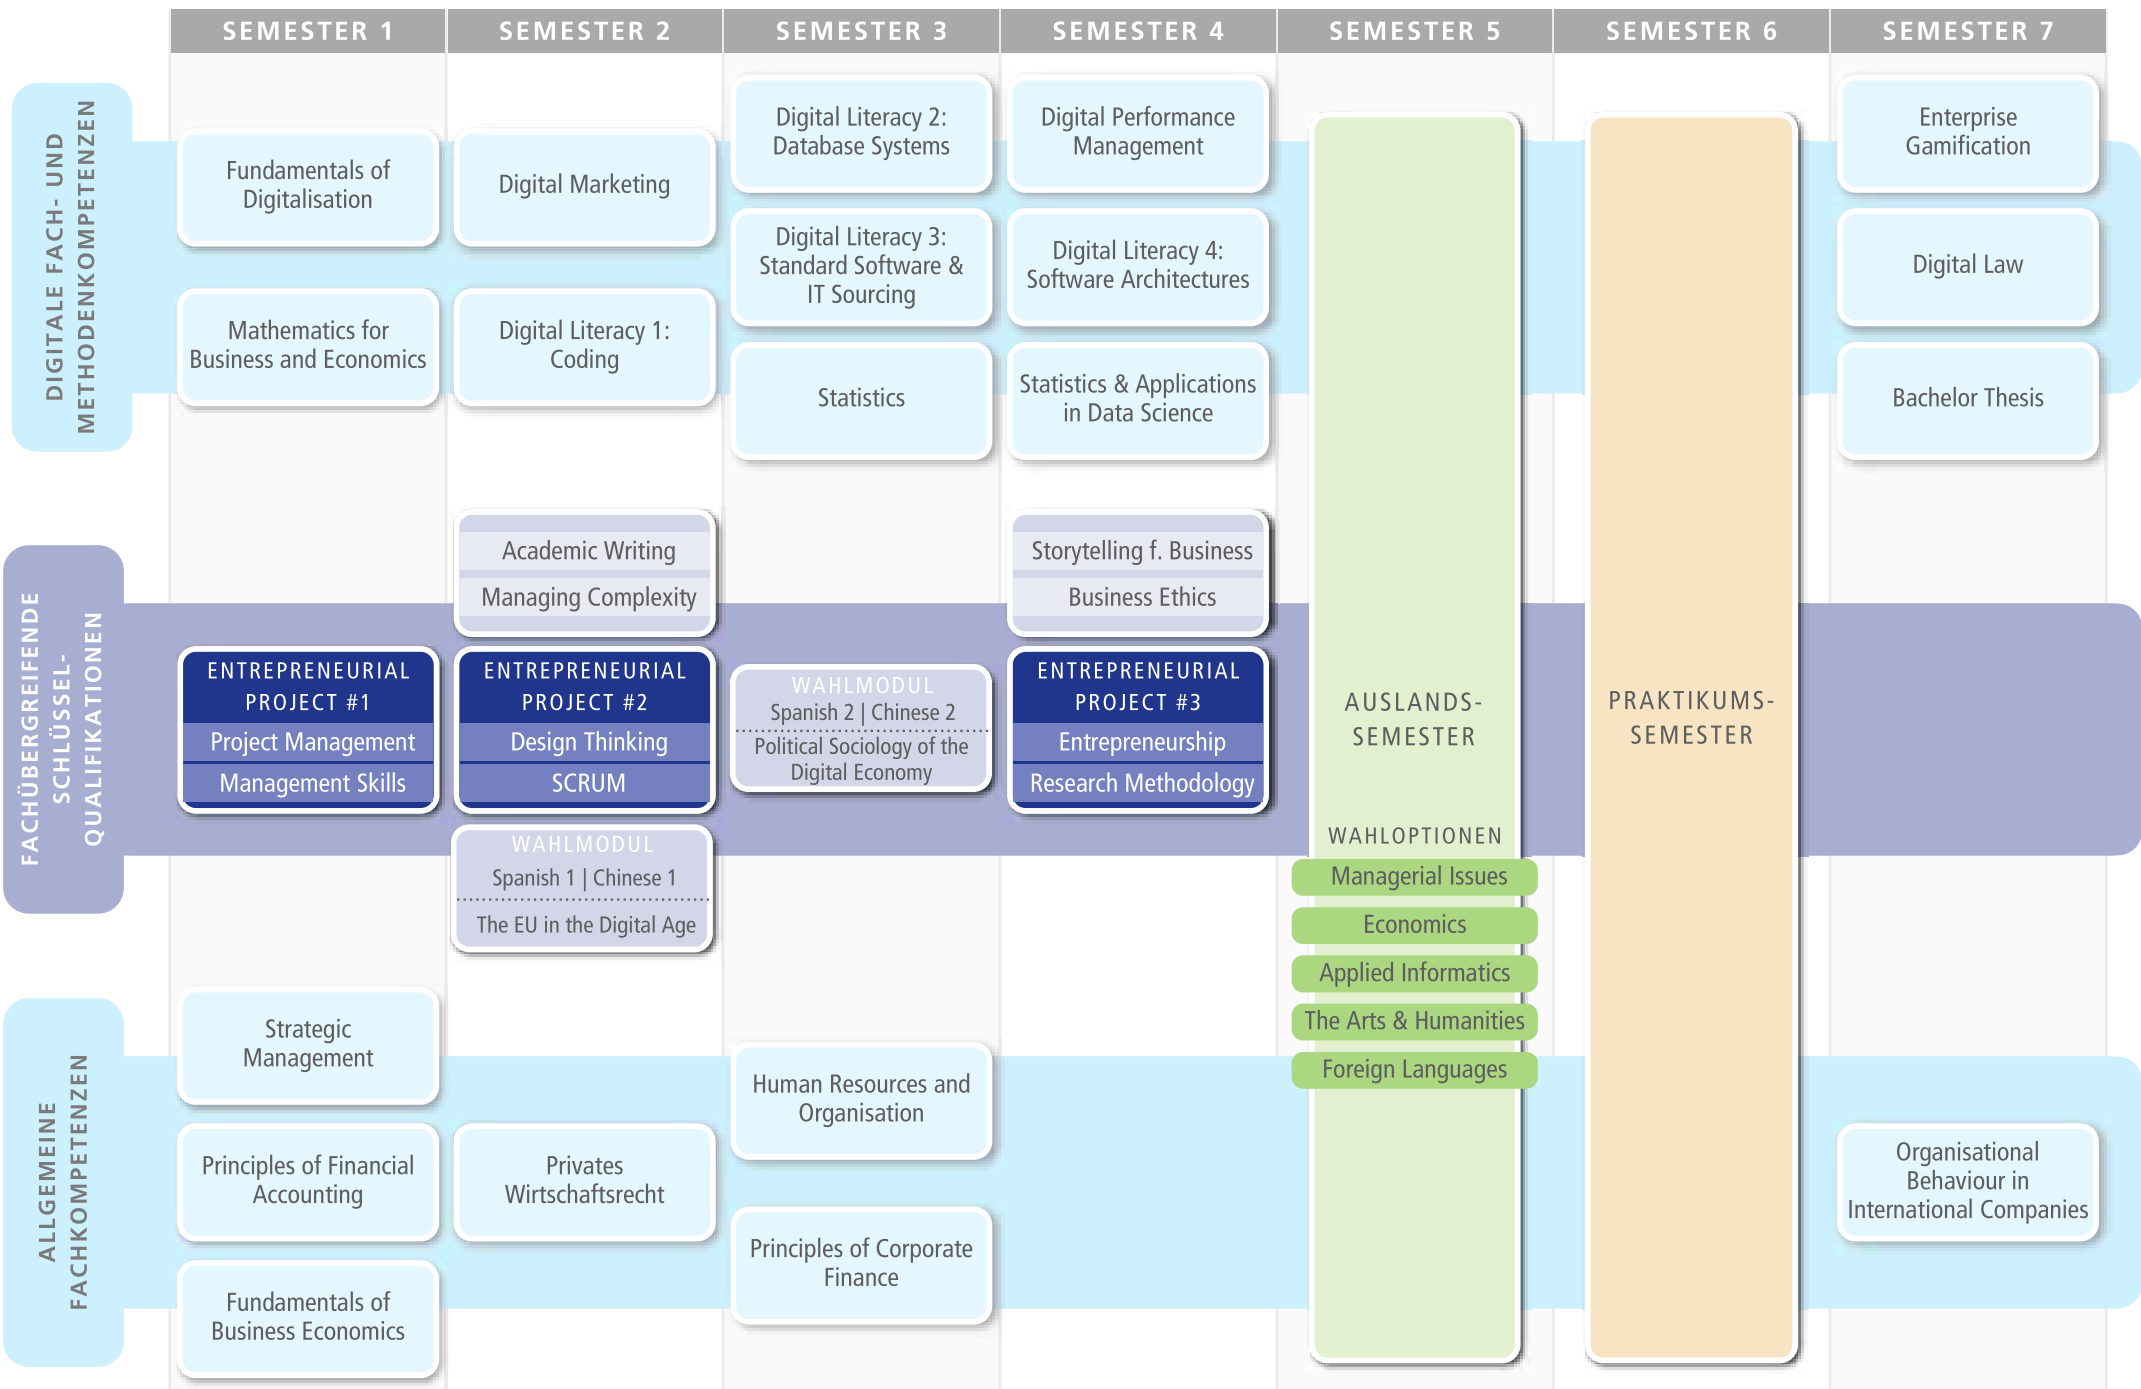 SEMESTER 1
SEMESTER 2
SEMESTER 3
SEMESTER 4
SEMESTER 5
SEMESTER 6
SEMESTER 7
DIGITALE FACH- UND
METHODENKOMPETENZEN
Fundamentals of
Digitalisation
Mathematics for
Business and Economics
Digital Marketing
Digital Literacy 1:
Coding
Digital Literacy 2:
Database Systems
Digital Literacy 3:
Standard Software &
IT Sourcing
Statistics
Digital Performance
Management
Digital Literacy 4:
Software Architectures
Statistics & Applications
in Data Science
Enterprise
Gamification
Digital Law
Bachelor Thesis
FACHÜBERGREIFENDE
SCHLÜSSEL-
QUALIFIKATIONEN
ENTREPRENEURIAL
PROJECT #1
Project Management
Management Skills
Academic Writing
Managing Complexity
ENTREPRENEURIAL
PROJECT #2
Design Thinking
SCRUM
WAHLMODUL
Spanish 1 | Chinese 1
The EU in the Digital Age
WAHLMODUL
Spanish 2 | Chinese 2
Political Sociology of the
Digital Economy
Storytelling f. Business
Business Ethics
ENTREPRENEURIAL
PROJECT #3
Entrepreneurship
Research Methodology
AUSLANDS-
SEMESTER
WAHLOPTIONEN
Managerial Issues
Economics
Applied Informatics
The Arts & Humanities
Foreign Languages
PRAKTIKUMS-
SEMESTER
ALLGEMEINE
FACHKOMPETENZEN
Strategic
Management
Principles of Financial
Accounting
Fundamentals of
Business Economics
Privates
Wirtschaftsrecht
Human Resources and
Organisation
Principles of Corporate
Finance
Organisational
Behaviour in
International Companies